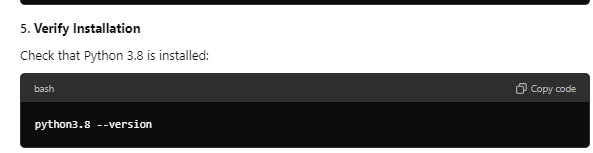 5. Verify Installation
Check that Python 3.8 is installed:
bash
Copy code
python3.8 --version